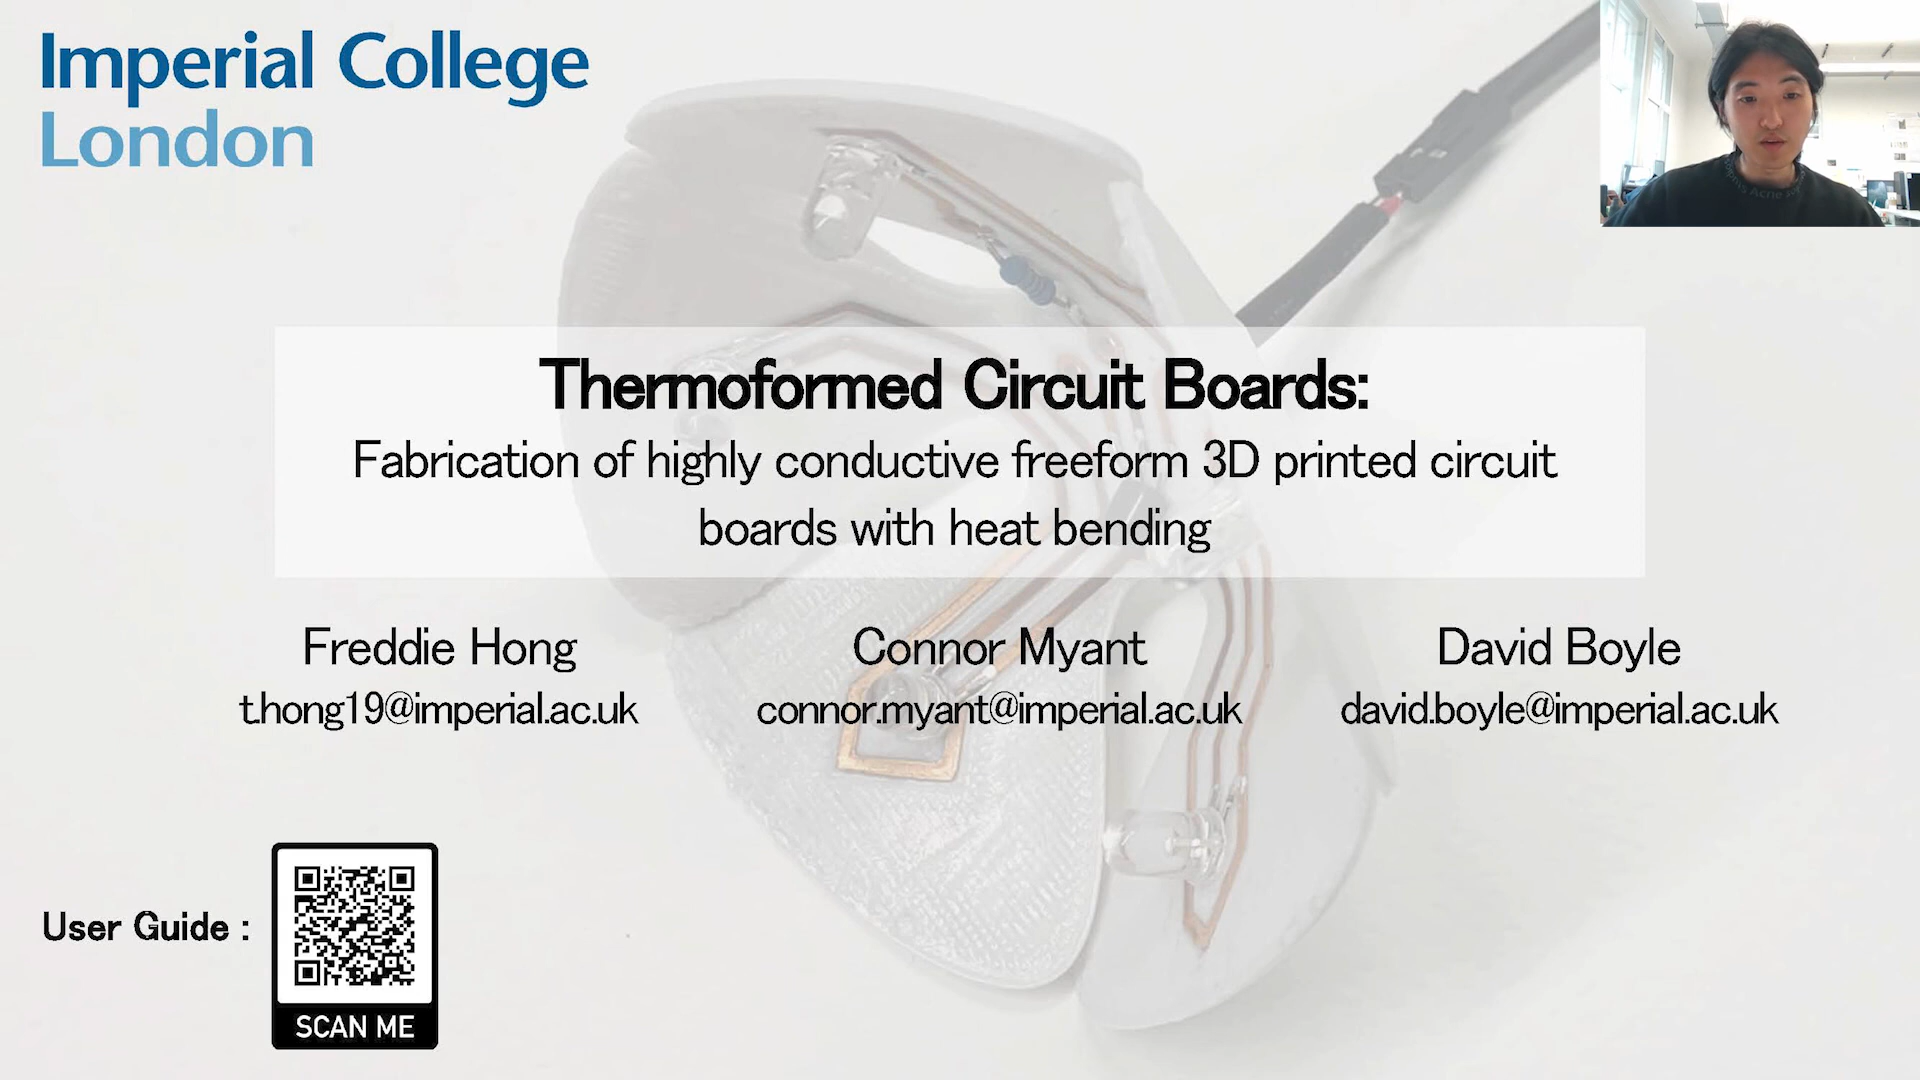 Imperial College
London
Thermoformed Circuit Boards:
Fabrication of highly conductive freeform 3D printed circuit
boards with heat bending
Freddie Hong
t.hong19@imperial.ac.uk
Connor Myant
connor.myant@imperial.ac.uk
David Boyle
david.boyle@imperial.ac.uk
User Guide :
SCAN ME